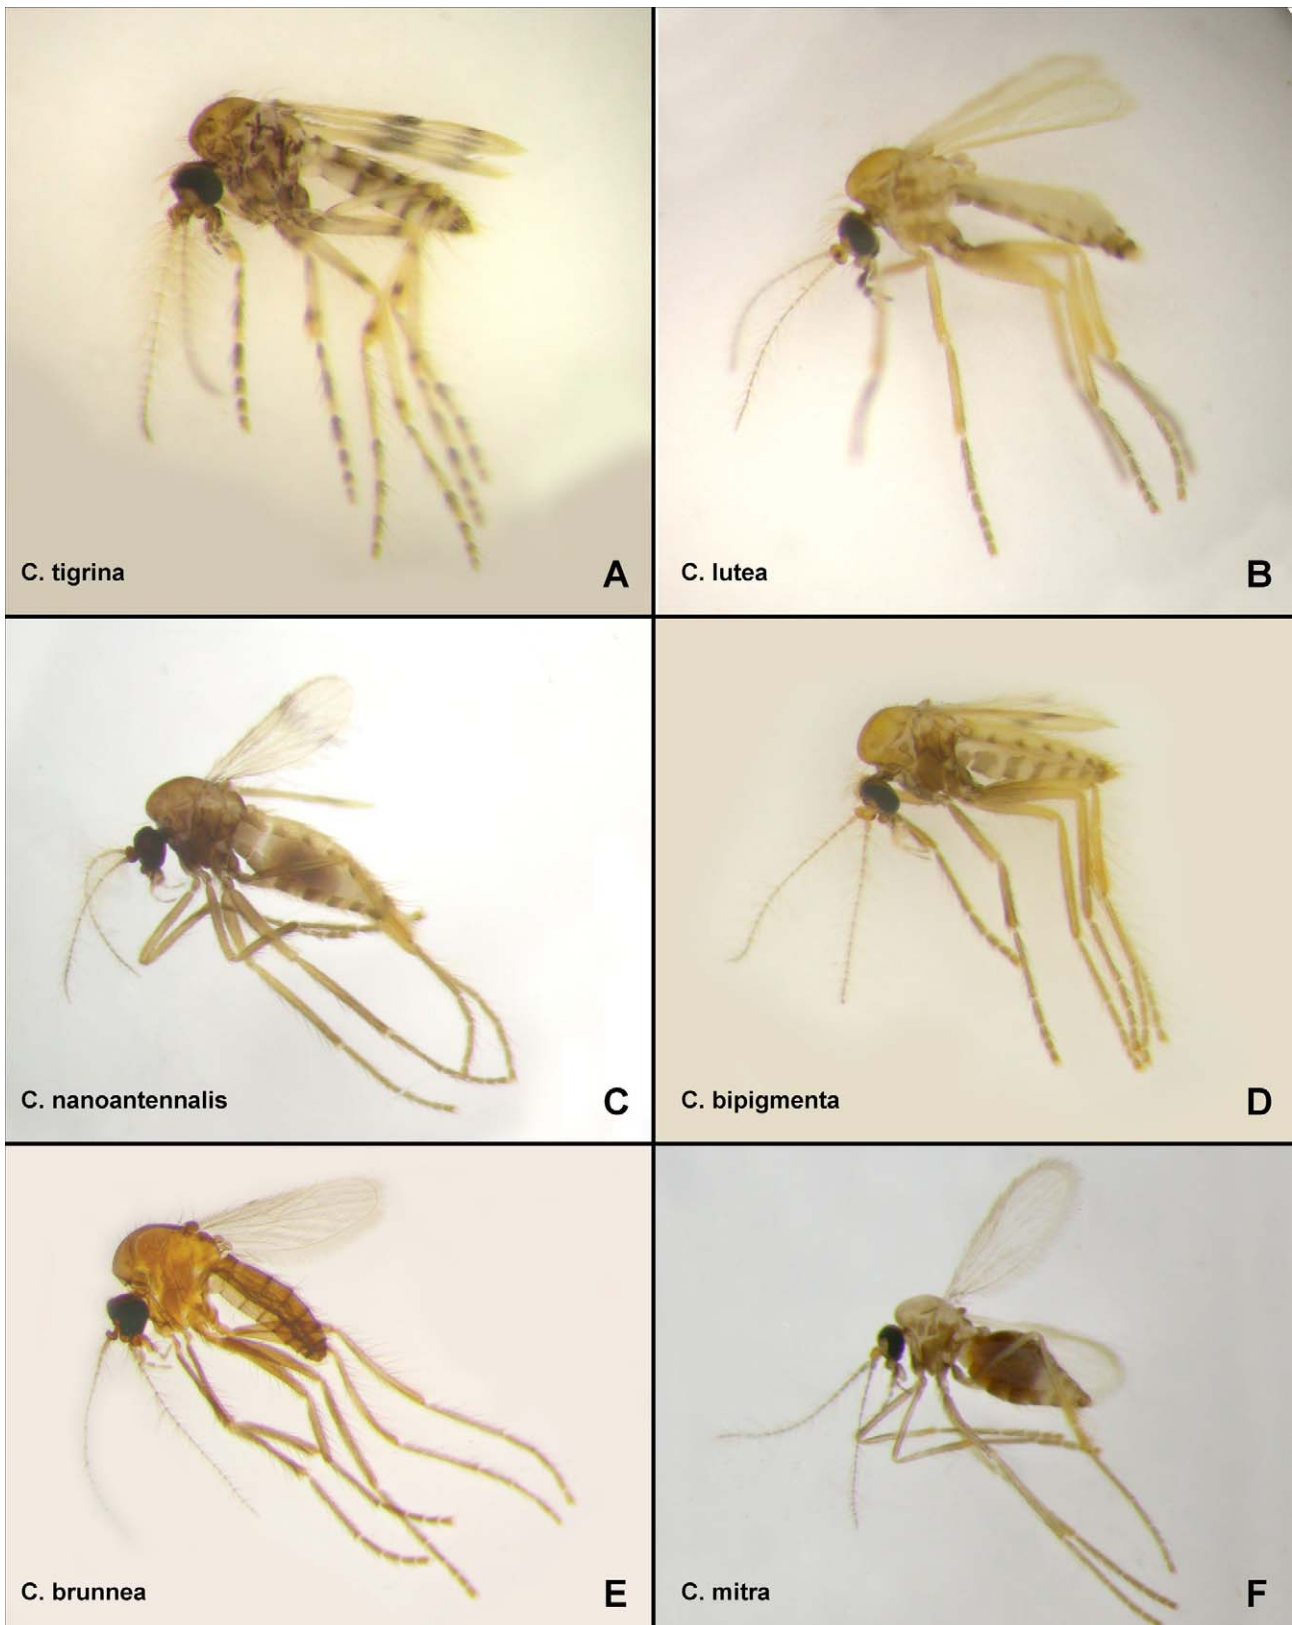 C. tigrina
A
C. lutea
B
C. nanoantennalis
C
C. bipigmenta
D
C. brunnea
E
C. mitra
F